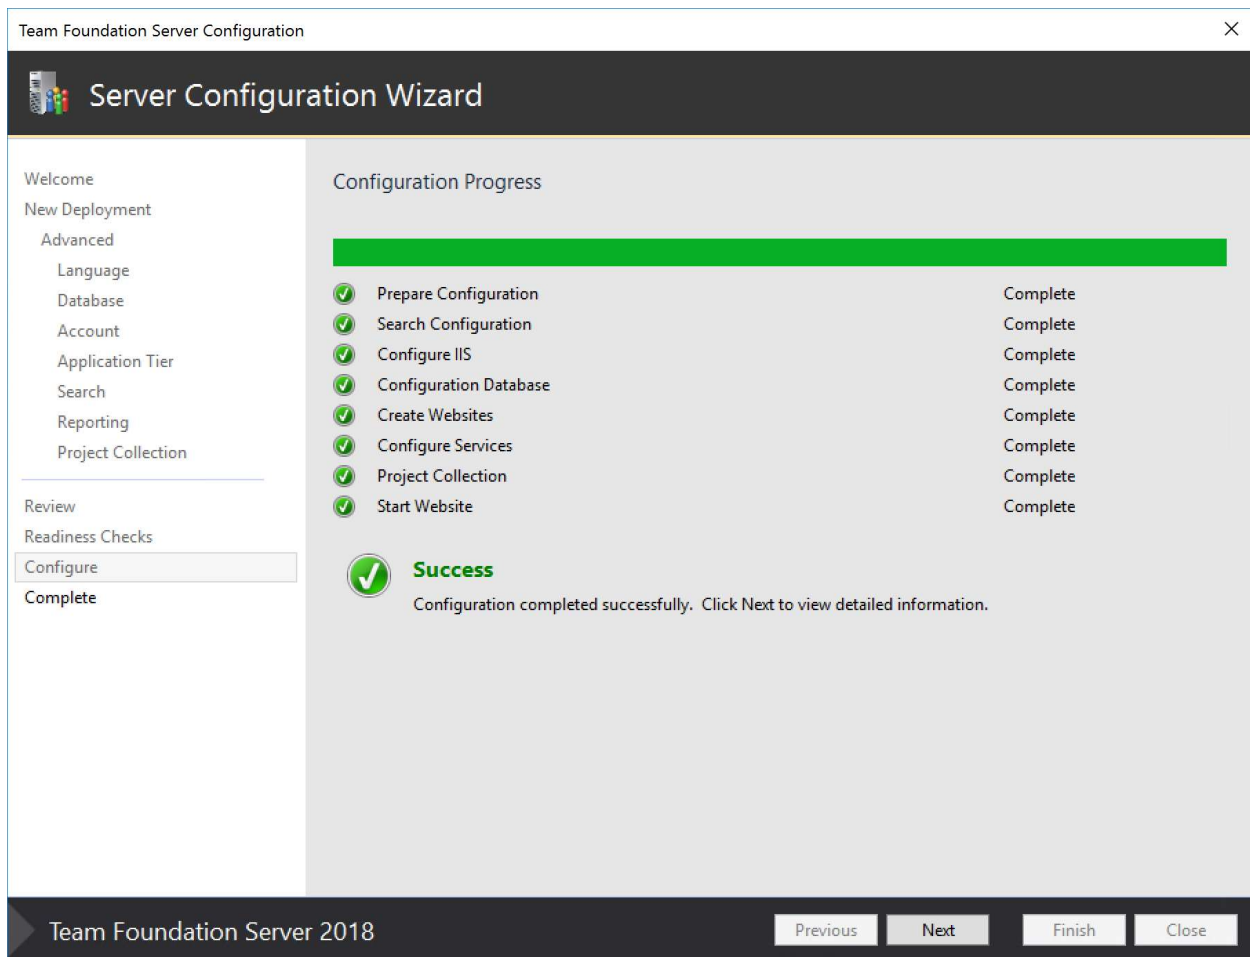 Team Foundation Server Configuration
Server Configuration Wizard
Welcome
New Deployment
Advanced
Language
Database
Account
Application Tier
Search
Reporting
Project Collection
Review
Readiness Checks
Configure
Complete
Configuration Progress
Prepare Configuration Complete
Search Configuration Complete
Configure IIS Complete
Configuration Database Complete
Create Websites Complete
Configure Services Complete
Project Collection Complete
Start Website Complete
Success
Configuration completed successfully. Click Next to view detailed information.
Team Foundation Server 2018
Previous Next Finish Close